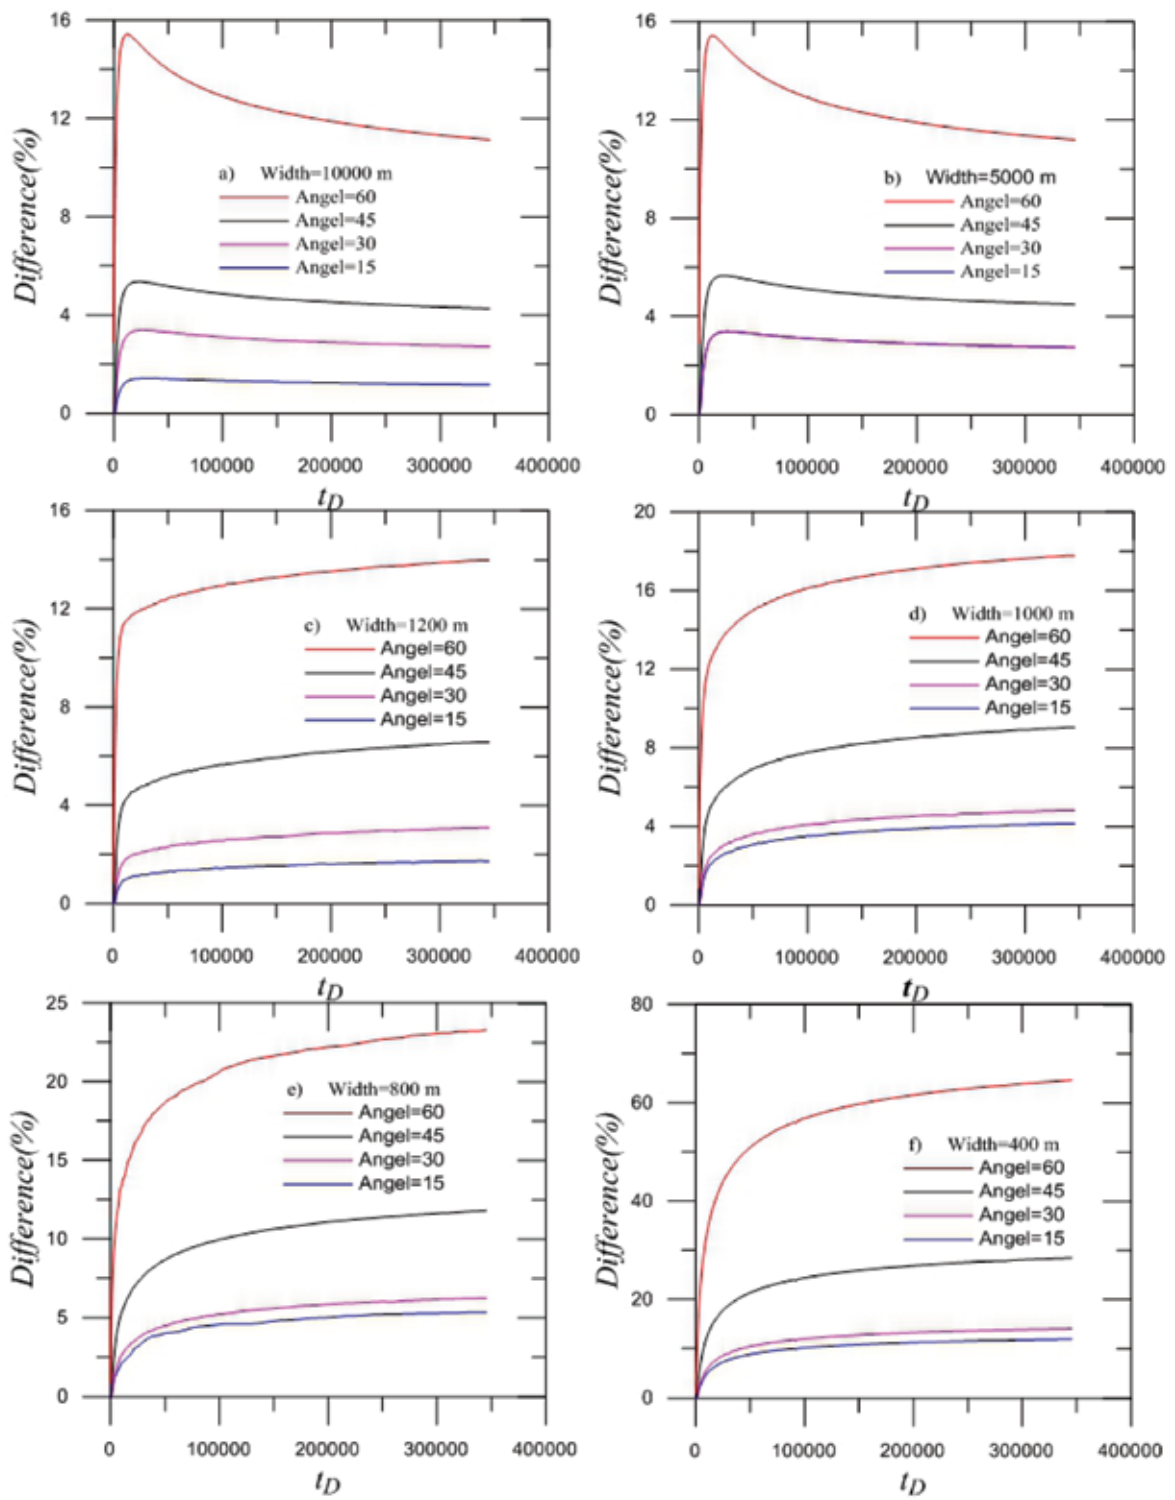 16
12
8
4
0
Difference(%)
a) Width=10000 m
Angel=60
Angel=45
Angel=30
Angel=15
0 100000 200000 300000 400000
tD
16
12
8
4
0
Difference(%)
b) Width=5000 m
Angel=60
Angel=45
Angel=30
Angel=15
0 100000 200000 300000 400000
tD
16
12
8
4
0
Difference(%)
c) Width=1200 m
Angel=60
Angel=45
Angel=30
Angel=15
0 100000 200000 300000 400000
tD
20
16
12
8
4
0
Difference(%)
d) Width=1000 m
Angel=60
Angel=45
Angel=30
Angel=15
0 100000 200000 300000 400000
tD
25
20
25
10
5
0
Difference(%)
e) Width=800 m
Angel=60
Angel=45
Angel=30
Angel=15
0 100000 200000 300000 400000
tD
80
60
40
20
0
Difference(%)
f) Width=400 m
Angel=60
Angel=45
Angel=30
Angel=15
0 100000 200000 300000 400000
tD